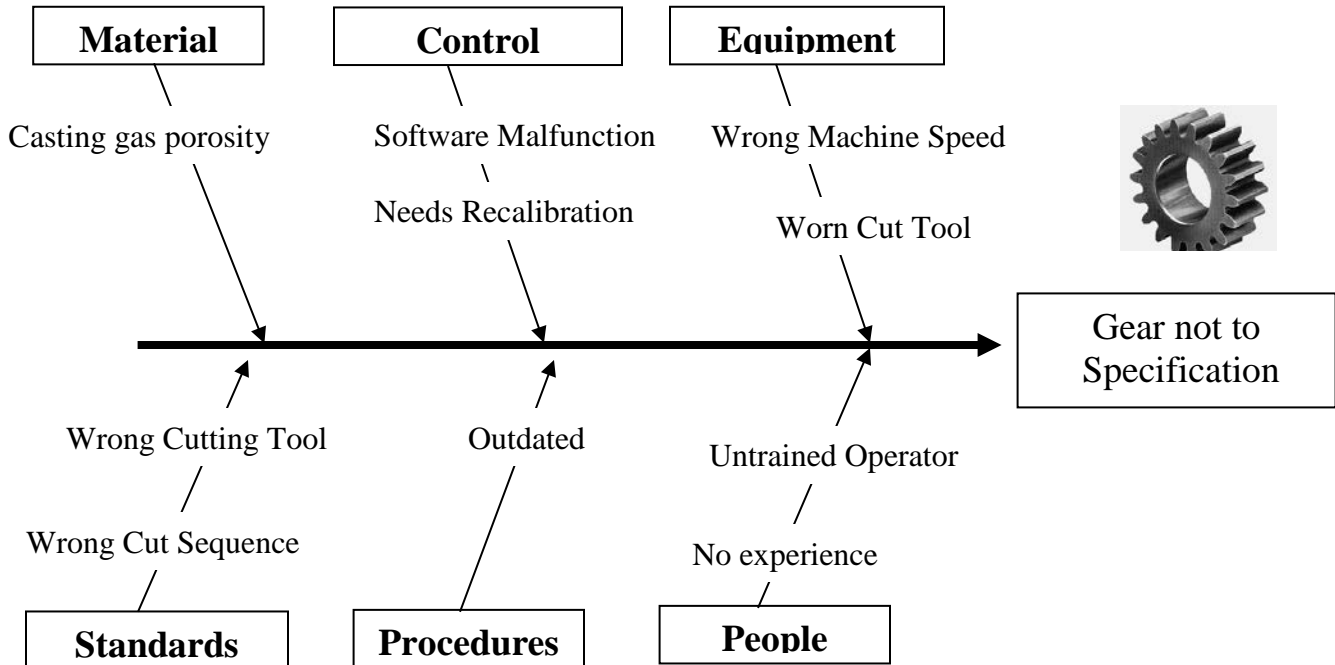 Material
Control
Equipment
Casting gas porosity
Software Malfunction
Wrong Machine Speed
Needs Recalibration
Worn Cut Tool
Gear not to
Specification
Wrong Cutting Tool
Outdated
Untrained Operator
Wrong Cut Sequence
No experience
Standards
Procedures
People